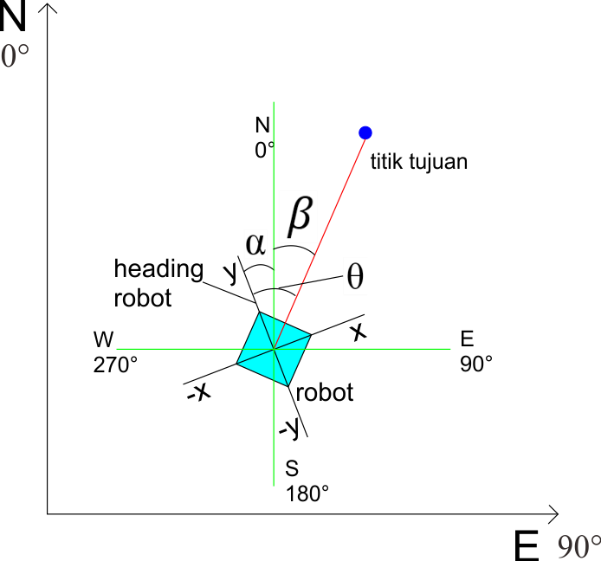 N
0°
N
0°
titik tujuan
β
α
y
θ
heading
robot
x
W
270°
E
90°
-x
robot
-y
S
180°
E 90°